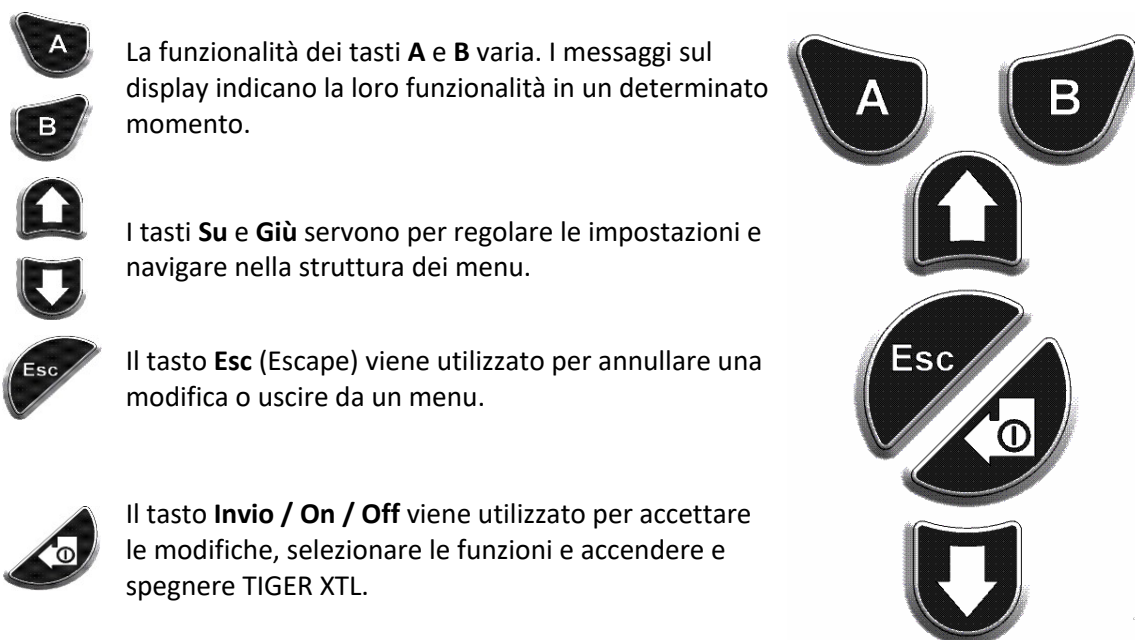 A
La funzionalità dei tasti A e B varia. I messaggi sul
display indicano la loro funzionalità in un determinato
momento.
B
I tasti Su e Giù servono per regolare le impostazioni e
navigare nella struttura dei menu.
Esc
Il tasto Esc (Escape) viene utilizzato per annullare una
modifica o uscire da un menu.
Il tasto Invio / On / Off viene utilizzato per accettare
le modifiche, selezionare le funzioni e accendere e
spegnere TIGER XTL.
A
B
Esc